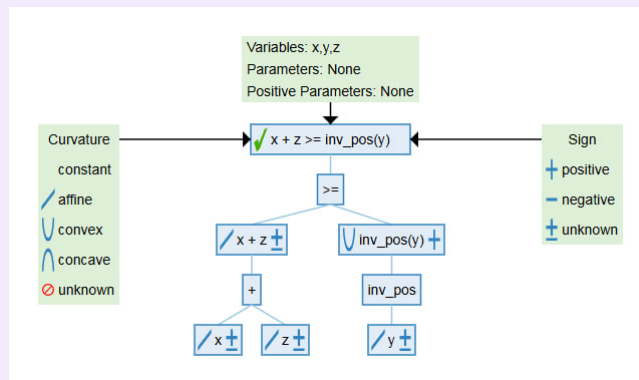 Variables: x,y,z
Parameters: None
Positive Parameters: None
Curvature
constant
affine
convex
concave
unknown
x + z >= inv_pos(y)
Sign
+ positive
− negative
± unknown
>=
x + z ±
inv_pos(y) +
+
inv_pos
x ±
z ±
y ±